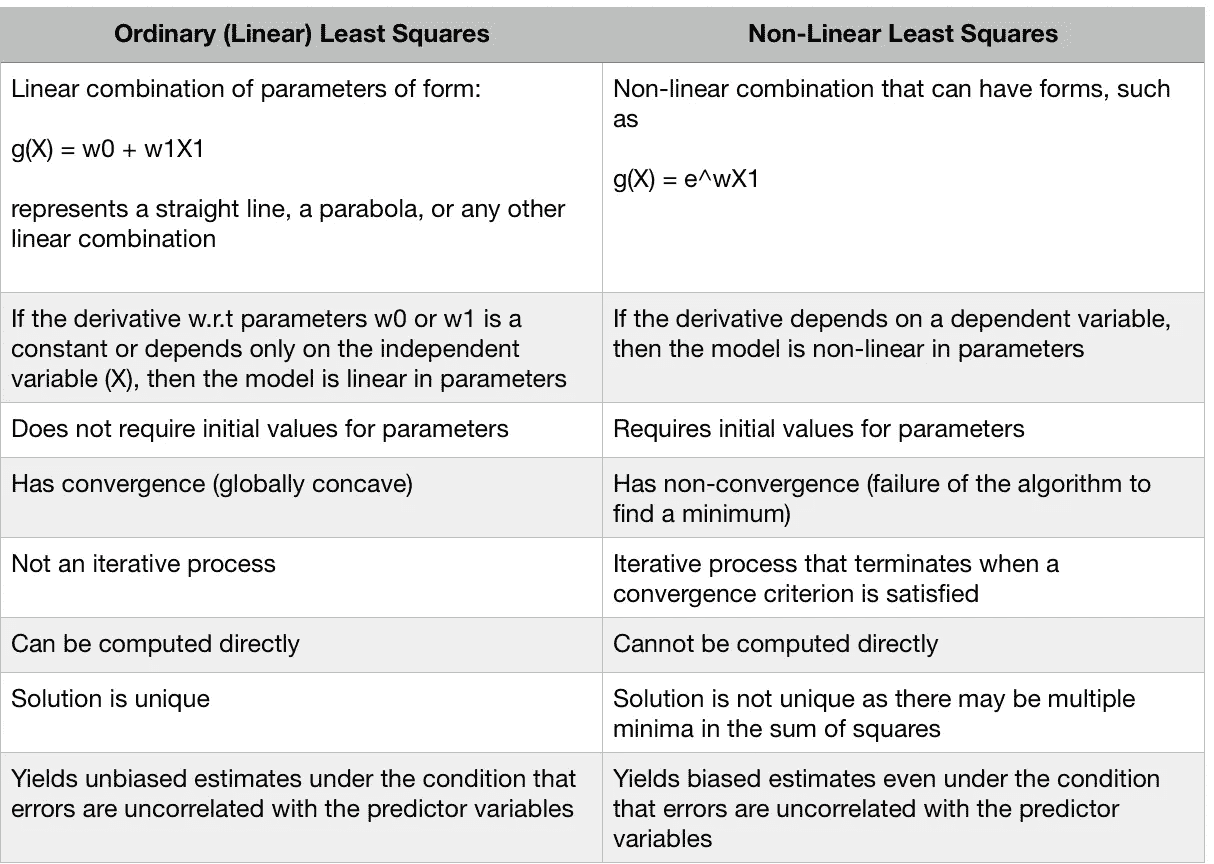 Ordinary (Linear) Least Squares
Non-Linear Least Squares
Linear combination of parameters of form:
g(X) = w0 + w1X1
represents a straight line, a parabola, or any other
linear combination
Non-linear combination that can have forms, such
as
g(X) = e^wX1
If the derivative w.r.t parameters w0 or w1 is a
constant or depends only on the independent
variable (X), then the model is linear in parameters
If the derivative depends on a dependent variable,
then the model is non-linear in parameters
Does not require initial values for parameters
Requires initial values for parameters
Has convergence (globally concave)
Has non-convergence (failure of the algorithm to
find a minimum)
Not an iterative process
Iterative process that terminates when a
convergence criterion is satisfied
Can be computed directly
Cannot be computed directly
Solution is unique
Solution is not unique as there may be multiple
minima in the sum of squares
Yields unbiased estimates under the condition that
errors are uncorrelated with the predictor variables
Yields biased estimates even under the condition
that errors are uncorrelated with the predictor
variables